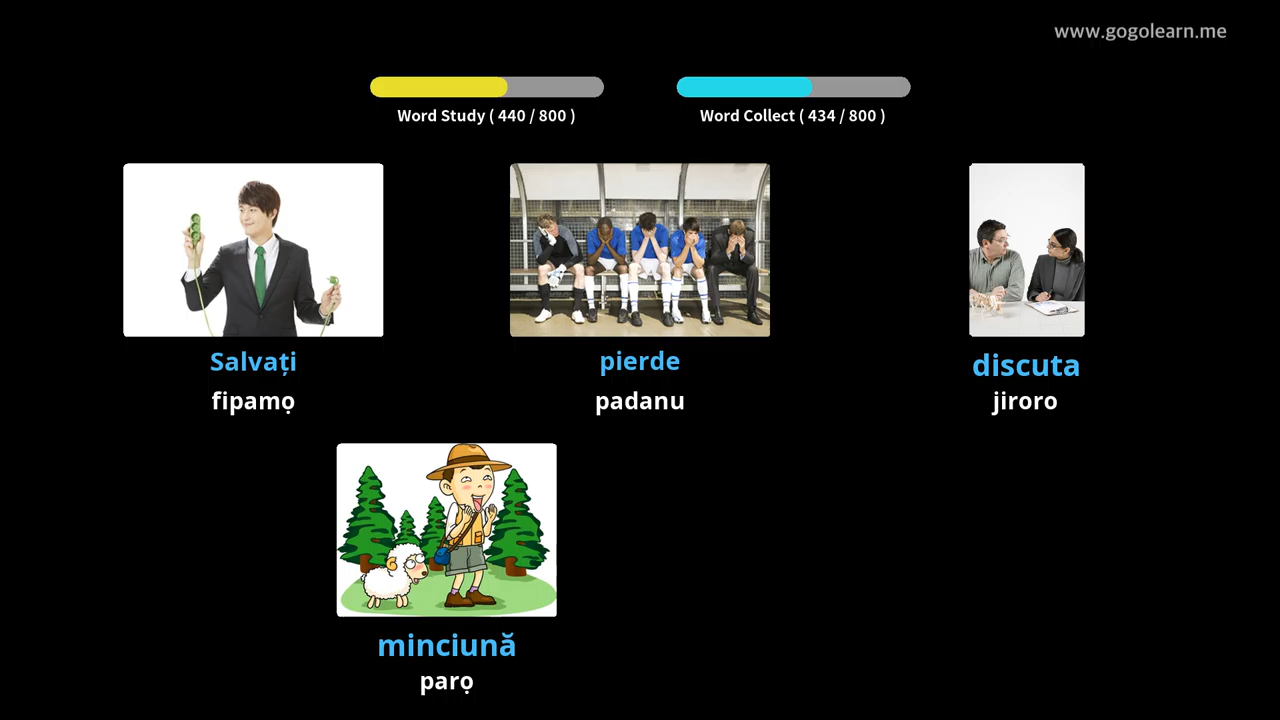 www.gogolearn.me
Word Study ( 440 / 800 )
Word Collect ( 434 / 800 )
Salvați
fipamọ
pierde
padanu
discuta
jiroro
minciună
parọ